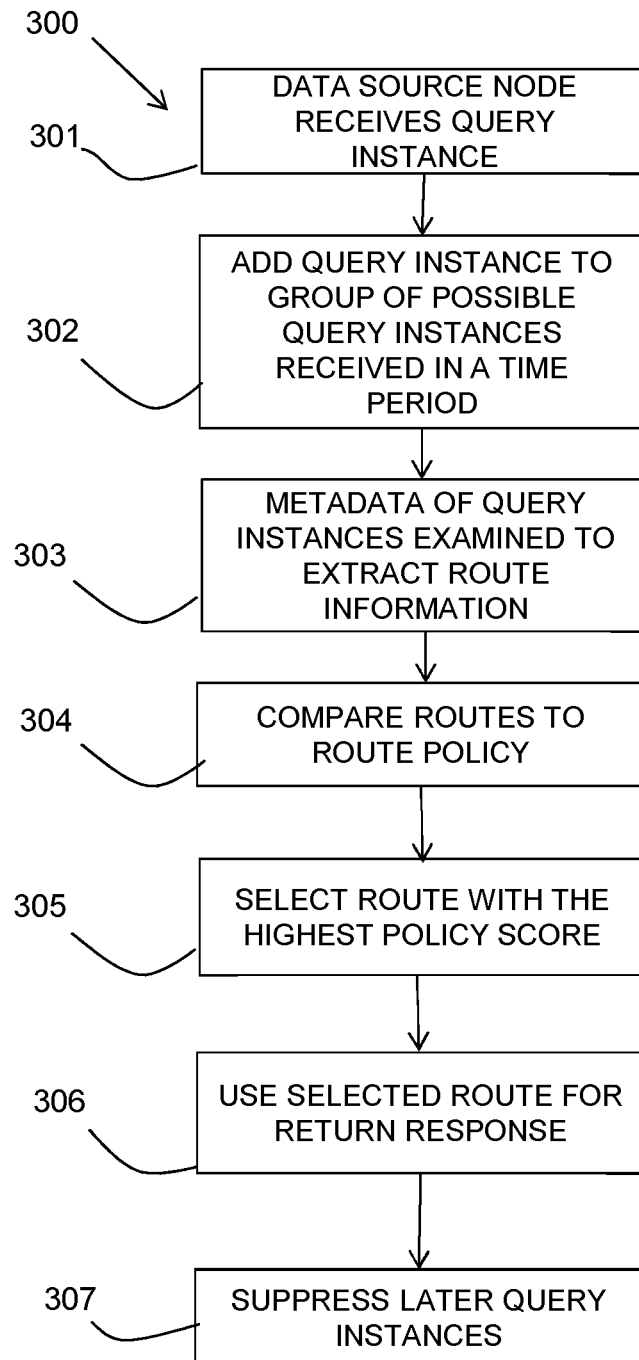 300
301
DATA SOURCE NODE
RECEIVES QUERY
INSTANCE
302
ADD QUERY INSTANCE TO
GROUP OF POSSIBLE
QUERY INSTANCES
RECEIVED IN A TIME
PERIOD
303
METADATA OF QUERY
INSTANCES EXAMINED TO
EXTRACT ROUTE
INFORMATION
304
COMPARE ROUTES TO
ROUTE POLICY
305
SELECT ROUTE WITH THE
HIGHEST POLICY SCORE
306
USE SELECTED ROUTE FOR
RETURN RESPONSE
307
SUPPRESS LATER QUERY
INSTANCES